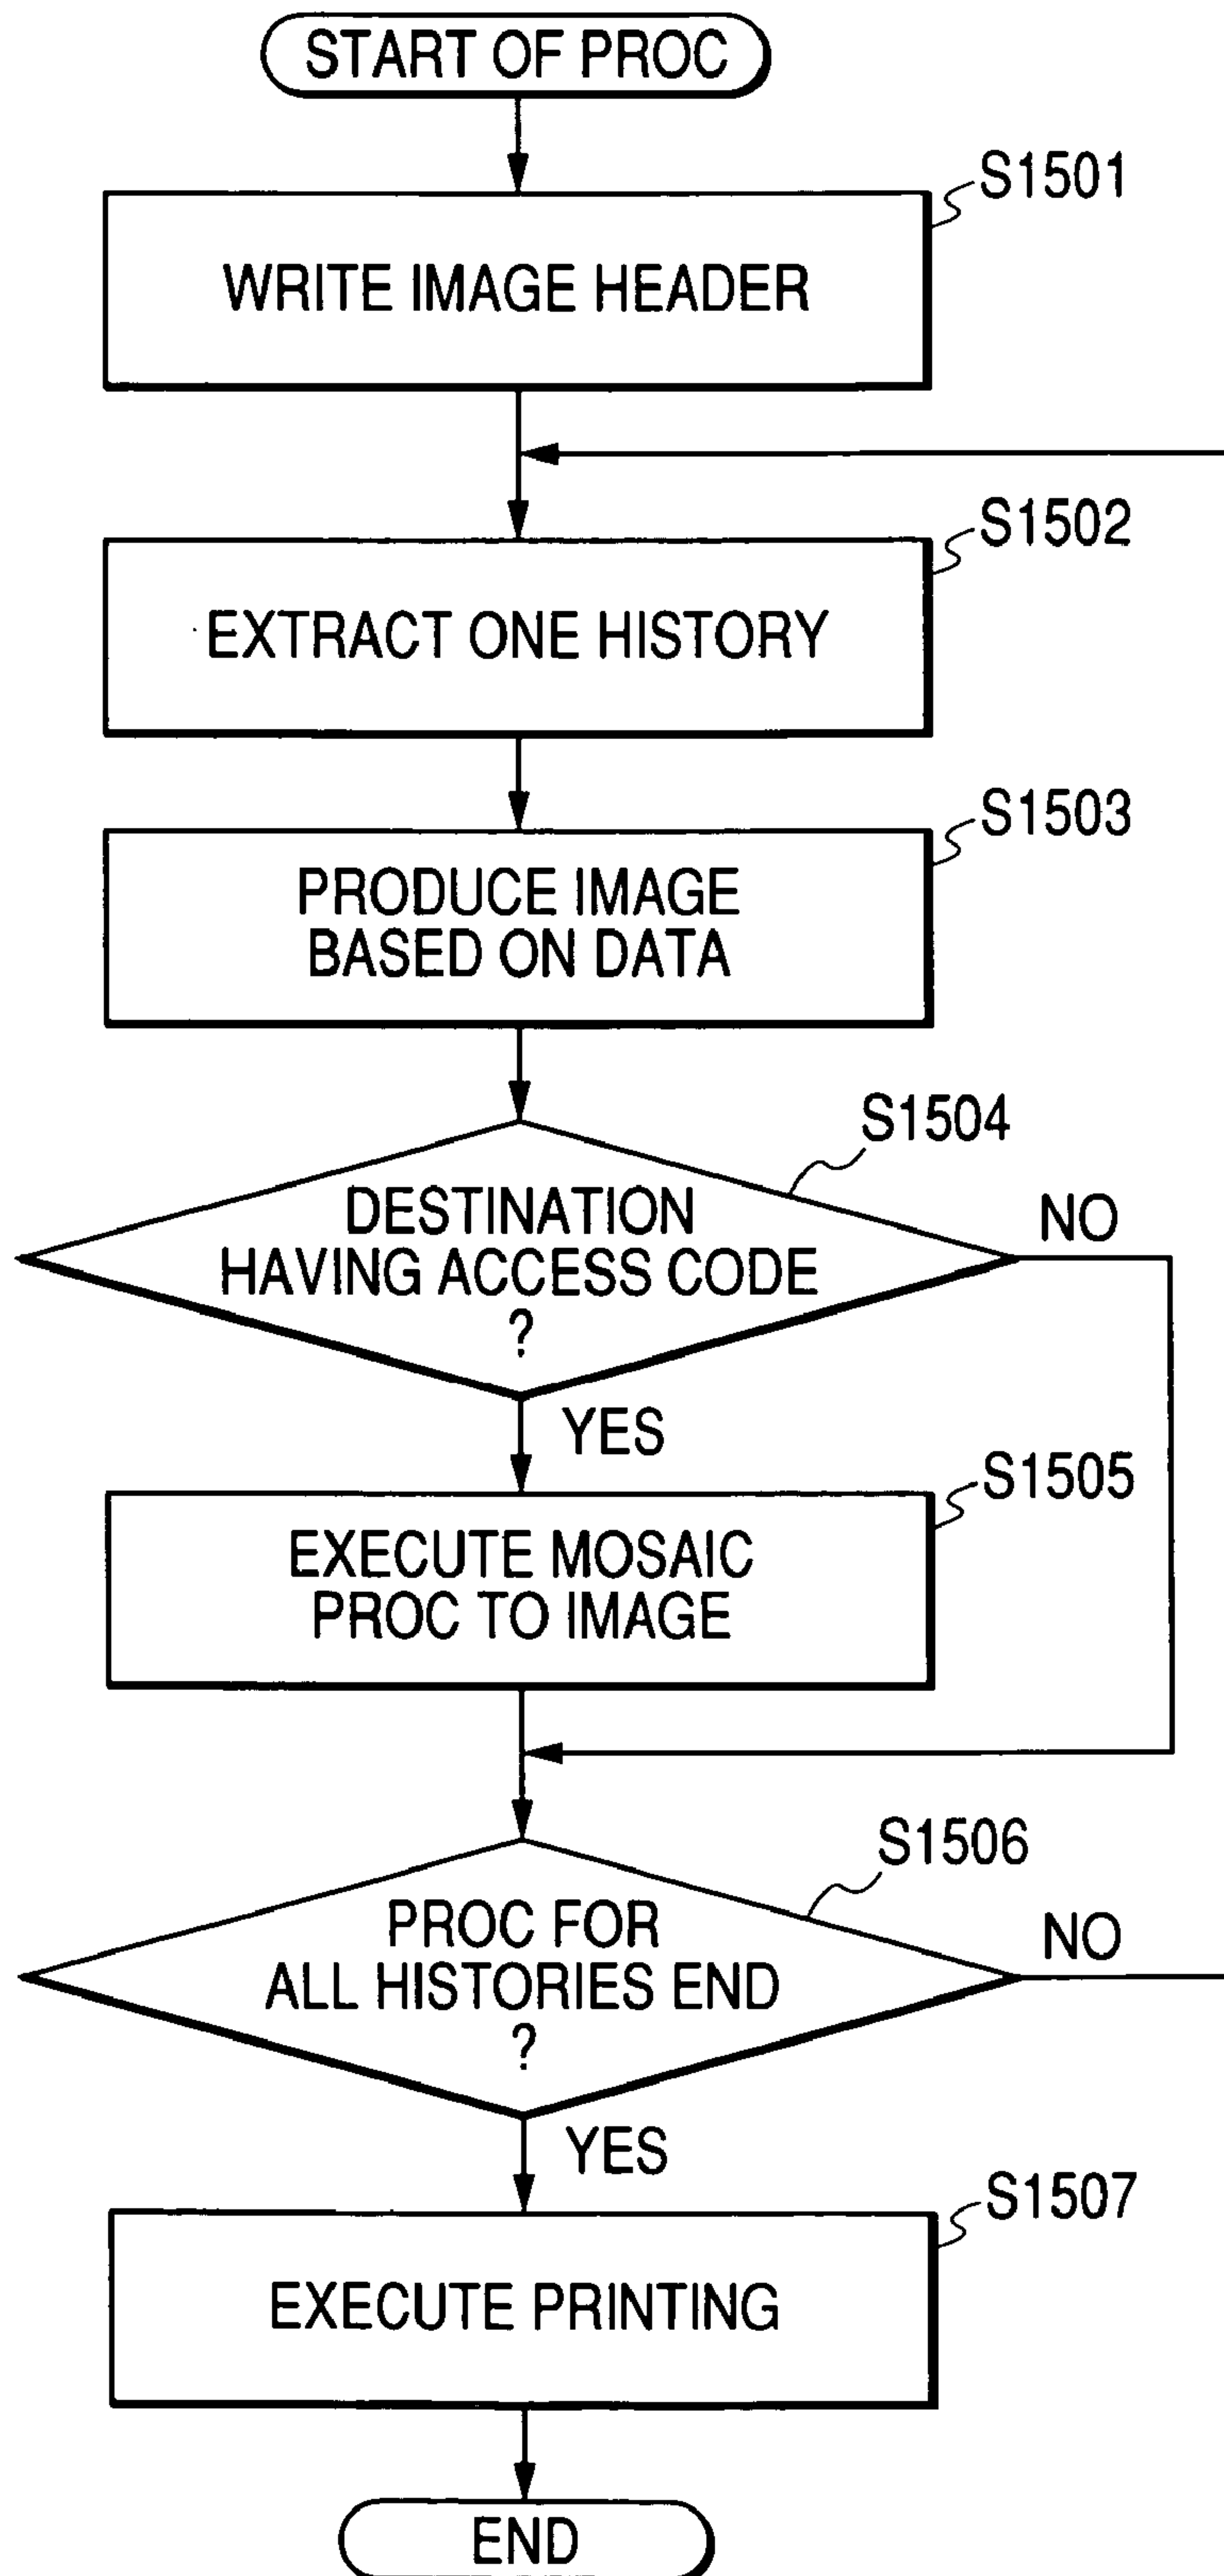 START OF PROC
S1501
WRITE IMAGE HEADER
S1502
EXTRACT ONE HISTORY
S1503
PRODUCE IMAGE
BASED ON DATA
S1504
DESTINATION
HAVING ACCESS CODE
?
NO
YES
S1505
EXECUTE MOSAIC
PROC TO IMAGE
S1506
PROC FOR
ALL HISTORIES END
?
NO
YES
S1507
EXECUTE PRINTING
END